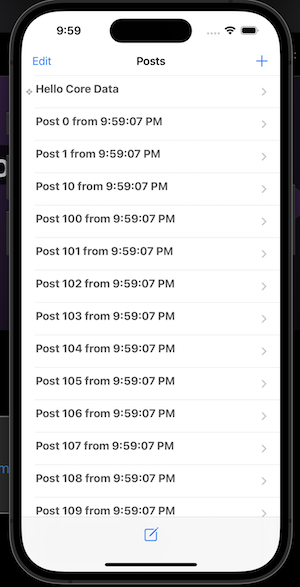 9:59
Edit Posts +
Hello Core Data
Post 0 from 9:59:07 PM
Post 1 from 9:59:07 PM
Post 10 from 9:59:07 PM
Post 100 from 9:59:07 PM
Post 101 from 9:59:07 PM
Post 102 from 9:59:07 PM
Post 103 from 9:59:07 PM
Post 104 from 9:59:07 PM
Post 105 from 9:59:07 PM
Post 106 from 9:59:07 PM
Post 107 from 9:59:07 PM
Post 108 from 9:59:07 PM
Post 109 from 9:59:07 PM